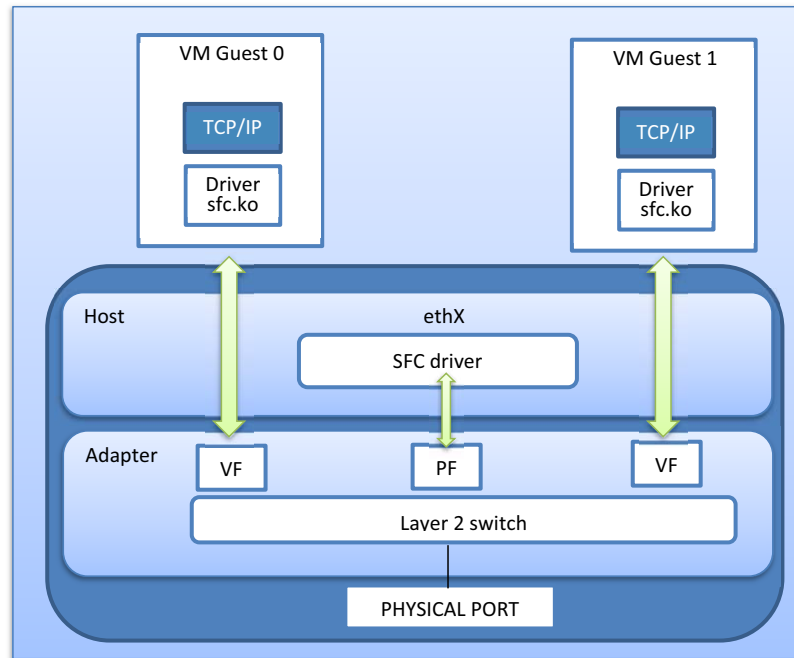 VM Guest 0
TCP/IP
Driver
sfc.ko
VM Guest 1
TCP/IP
Driver
sfc.ko
Host
ethX
SFC driver
Adapter
VF
PF
VF
Laver 2 switch
PHYSICAL PORT